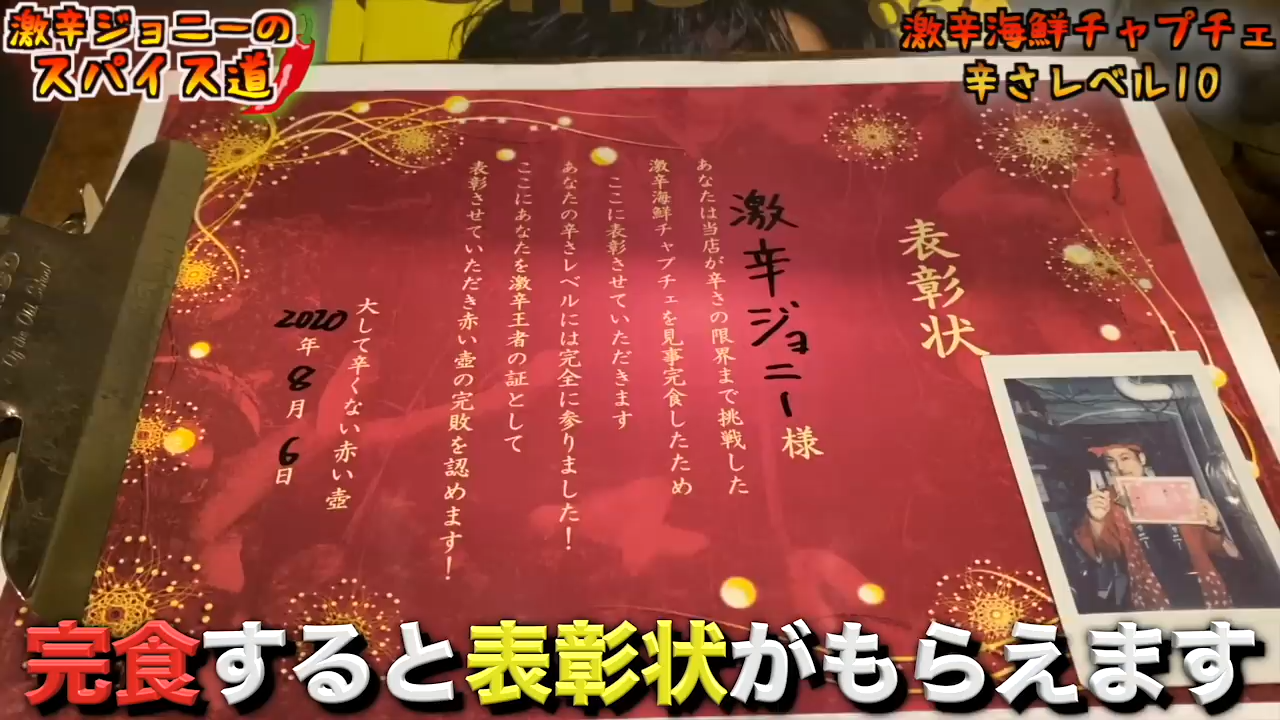 激辛ジョニーの
スパイス道
激辛海鮮チャプチェ
辛さレベル10
表彰状
激辛ジョニー様
あなたは当店が辛さの限界まで挑戦した
激辛海鮮チャプチェを見事完食したため
ここに表彰させていただきます
あなたの辛さレベルには完全に参りました!
ここにあなたを激辛王者の証として
表彰させていただき赤い壺の完敗を認めます!
大して辛くない赤い壺
2020年8月6日
完食すると表彰状がもらえます